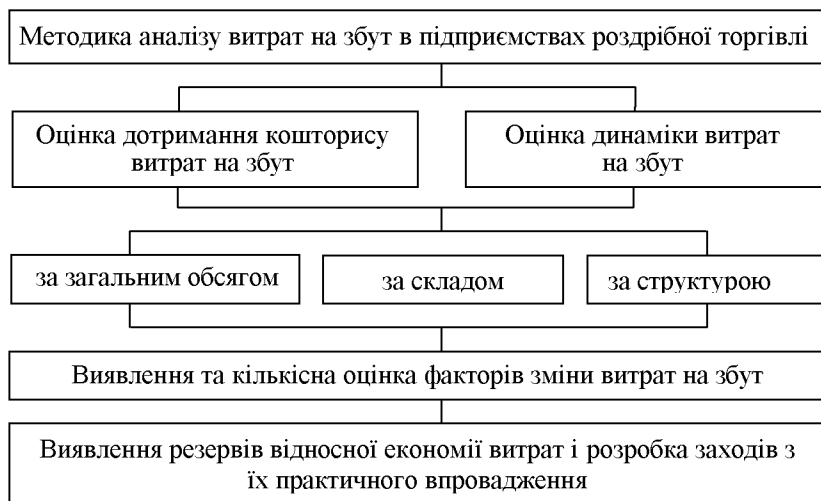 Методика аналізу витрат на збут в підприємствах роздрібної торгівлі
Оцінка дотримання кошторису
витрат на збут
Оцінка динаміки витрат
на збут
за загальним обсягом
за складом
за структурою
Виявлення та кількісна оцінка факторів зміни витрат на збут
Виявлення резервів відносної економії витрат і розробка заходів з
їх практичного впровадження